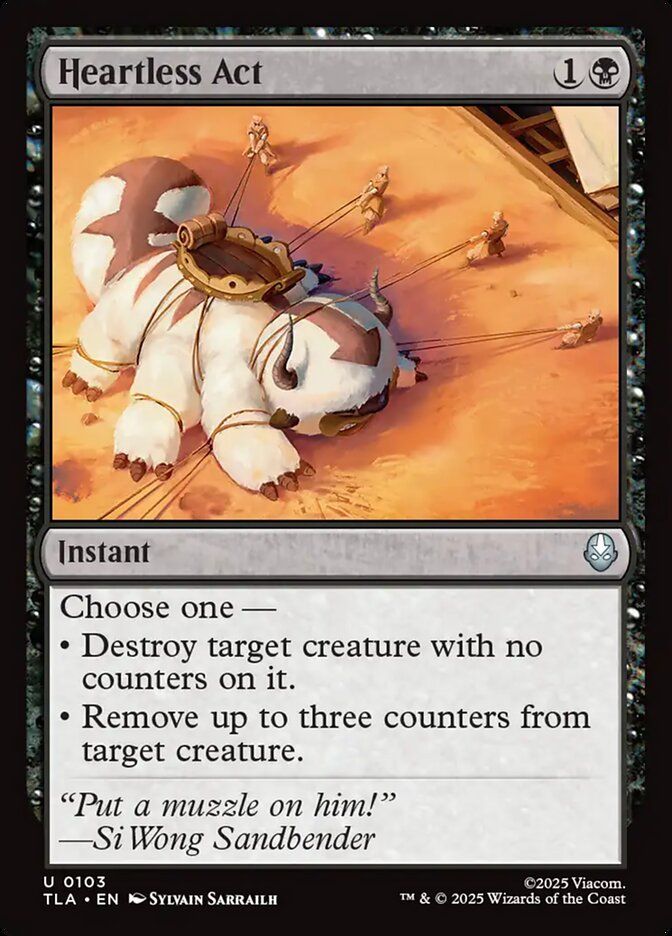 Heartless Act 1
Instant
Choose one —
• Destroy target creature with no
counters on it.
• Remove up to three counters from
target creature.
“Put a muzzle on him!”
—Si Wong Sandbender
U 0103 ©2025 Viacom.
TLA • EN Sylvain Sarrailh ™ & © 2025 Wizards of the Coast